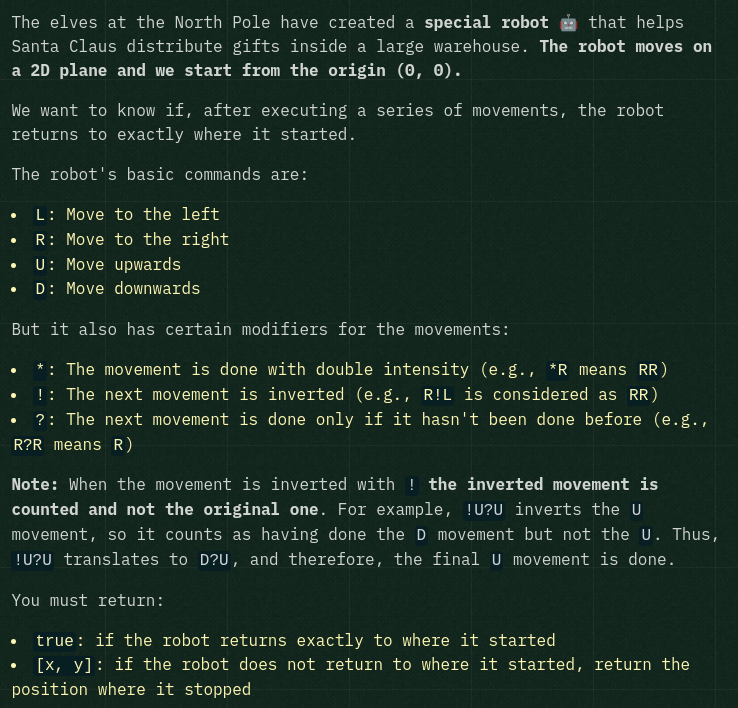 The elves at the North Pole have created a special robot 🤖 that helps
Santa Claus distribute gifts inside a large warehouse. The robot moves on
a 2D plane and we start from the origin (0, 0).
We want to know if, after executing a series of movements, the robot
returns to exactly where it started.
The robot's basic commands are:
• L: Move to the left
• R: Move to the right
• U: Move upwards
• D: Move downwards
But it also has certain modifiers for the movements:
• *: The movement is done with double intensity (e.g., *R means RR)
• !: The next movement is inverted (e.g., R!L is considered as RR)
• ?: The next movement is done only if it hasn't been done before (e.g.,
R?R means R)
Note: When the movement is inverted with ! the inverted movement is
counted and not the original one. For example, !U?U inverts the U
movement, so it counts as having done the D movement but not the U. Thus,
!U?U translates to D?U, and therefore, the final U movement is done.
You must return:
• true: if the robot returns exactly to where it started
• [x, y]: if the robot does not return to where it started, return the
position where it stopped